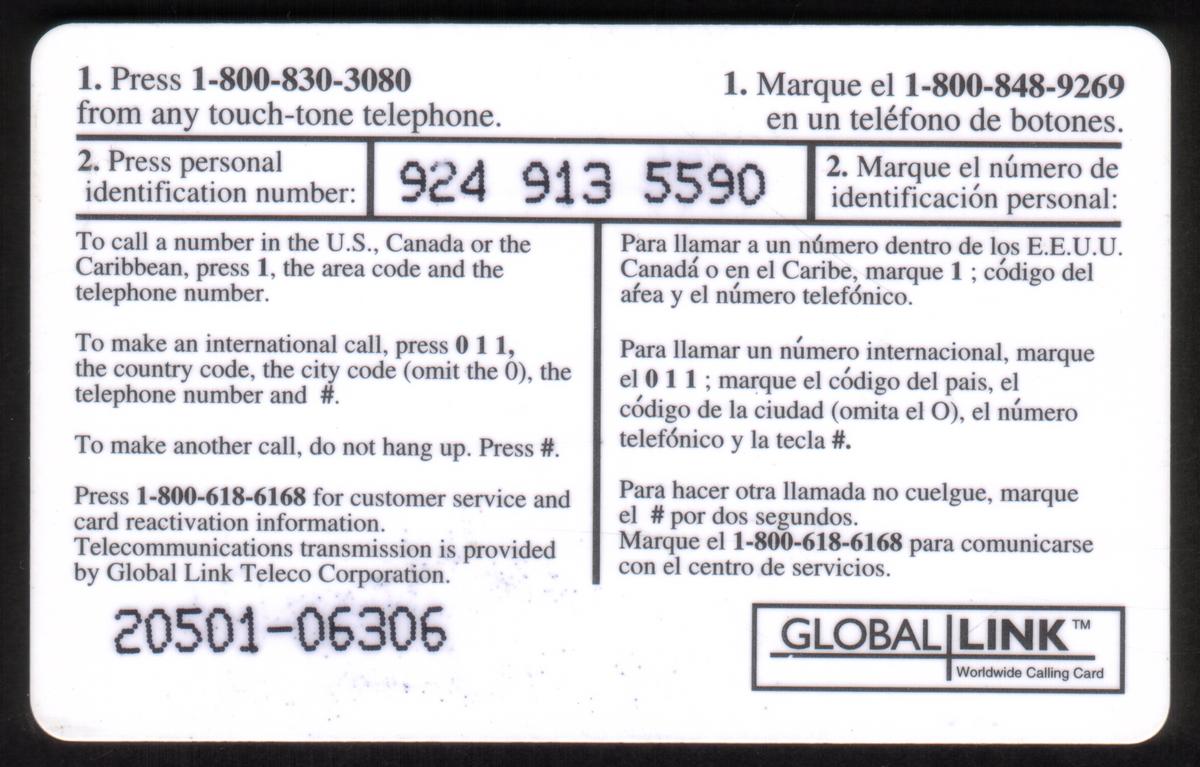 1. Press 1-800-830-3080
from any touch-tone telephone.
1. Marque el 1-800-848-9269
en un teléfono de botones.
2. Press personal
identification number:
924 913 5590
2. Marque el número de
identificación personal:
To call a number in the U.S., Canada or the
Caribbean, press 1, the area code and the
telephone number.
To make an international call, press 0 1 1,
the country code, the city code (omit the 0), the
telephone number and #.
To make another call, do not hang up. Press #.
Press 1-800-618-6168 for customer service and
card reactivation information.
Telecommunications transmission is provided
by Global Link Teleco Corporation.
20501-06306
Para llamar a un número dentro de los E.E.U.U.
Canadá o en el Caribe, marque 1 ; código del
aŕea y el número telefónico.
Para llamar un número internacional, marque
el 0 1 1 ; marque el código del pais, el
código de la ciudad (omita el O), el número
telefónico y la tecla #.
Para hacer otra llamada no cuelgue, marque
el # por dos segundos.
Marque el 1-800-618-6168 para comunicarse
con el centro de servicios.
GLOBAL LINK™
Worldwide Calling Card